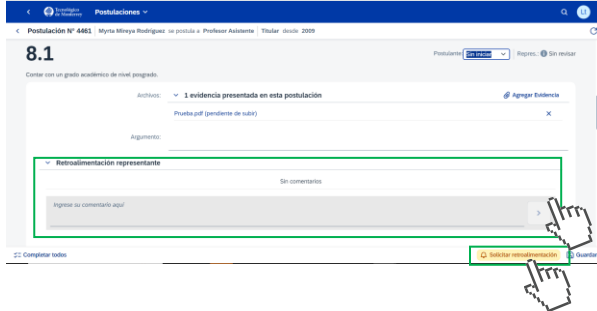 Tecnológico de Monterrey Postulaciones LE
Postulación N° 4461 Myrta Mireya Rodríguez se postula a Profesor Asistente Titular desde 2009
8.1
Postulante: Sin iniciar Repres.: Sin revisar
Contar con un grado académico de nivel posgrado.
Archivos: 1 evidencia presentada en esta postulación Agregar Evidencia
Prueba.pdf (pendiente de subir)
Argumento:
Retroalimentación representante
Sin comentarios
Ingrese su comentario aquí
Completar todos Solicitar retroalimentación Guardar